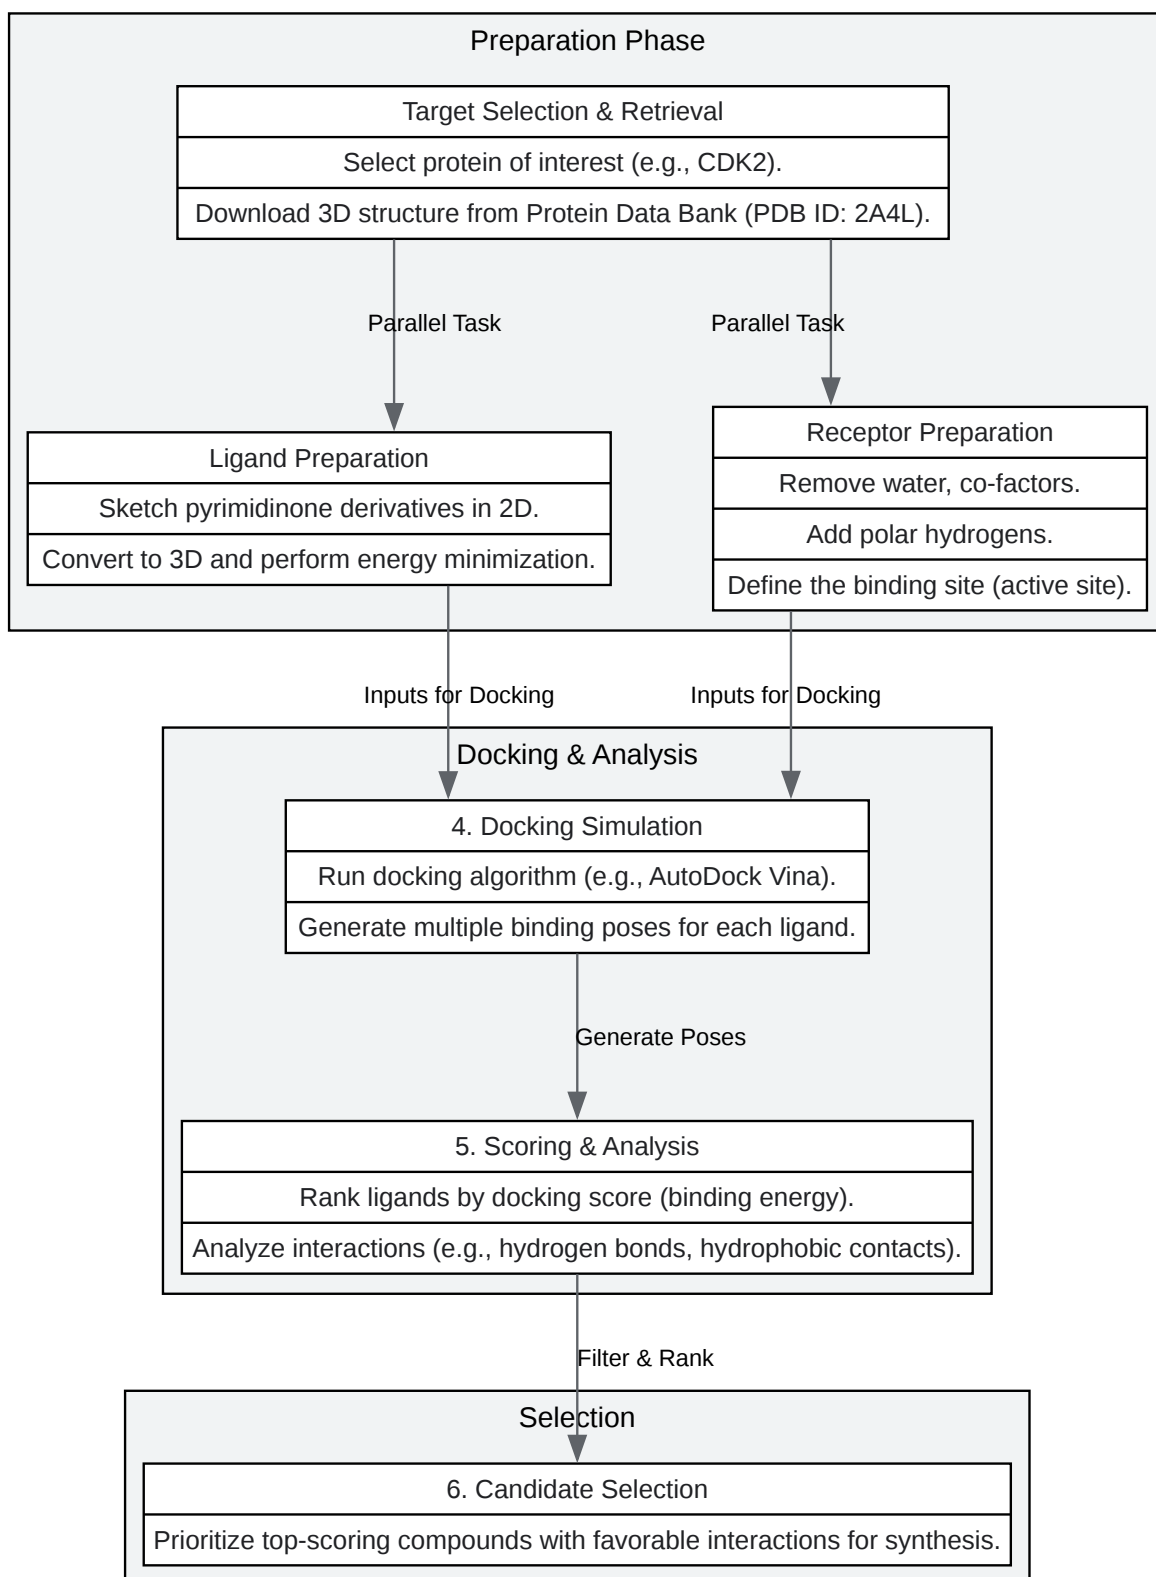 Preparation Phase
Target Selection & Retrieval
Select protein of interest (e.g., CDK2).
Download 3D structure from Protein Data Bank (PDB ID: 2A4L).
Parallel Task
Parallel Task
Ligand Preparation
Sketch pyrimidinone derivatives in 2D.
Convert to 3D and perform energy minimization.
Receptor Preparation
Remove water, co-factors.
Add polar hydrogens.
Define the binding site (active site).
Inputs for Docking
Inputs for Docking
Docking & Analysis
4. Docking Simulation
Run docking algorithm (e.g., AutoDock Vina).
Generate multiple binding poses for each ligand.
Generate Poses
5. Scoring & Analysis
Rank ligands by docking score (binding energy).
Analyze interactions (e.g., hydrogen bonds, hydrophobic contacts).
Filter & Rank
Selection
6. Candidate Selection
Prioritize top-scoring compounds with favorable interactions for synthesis.